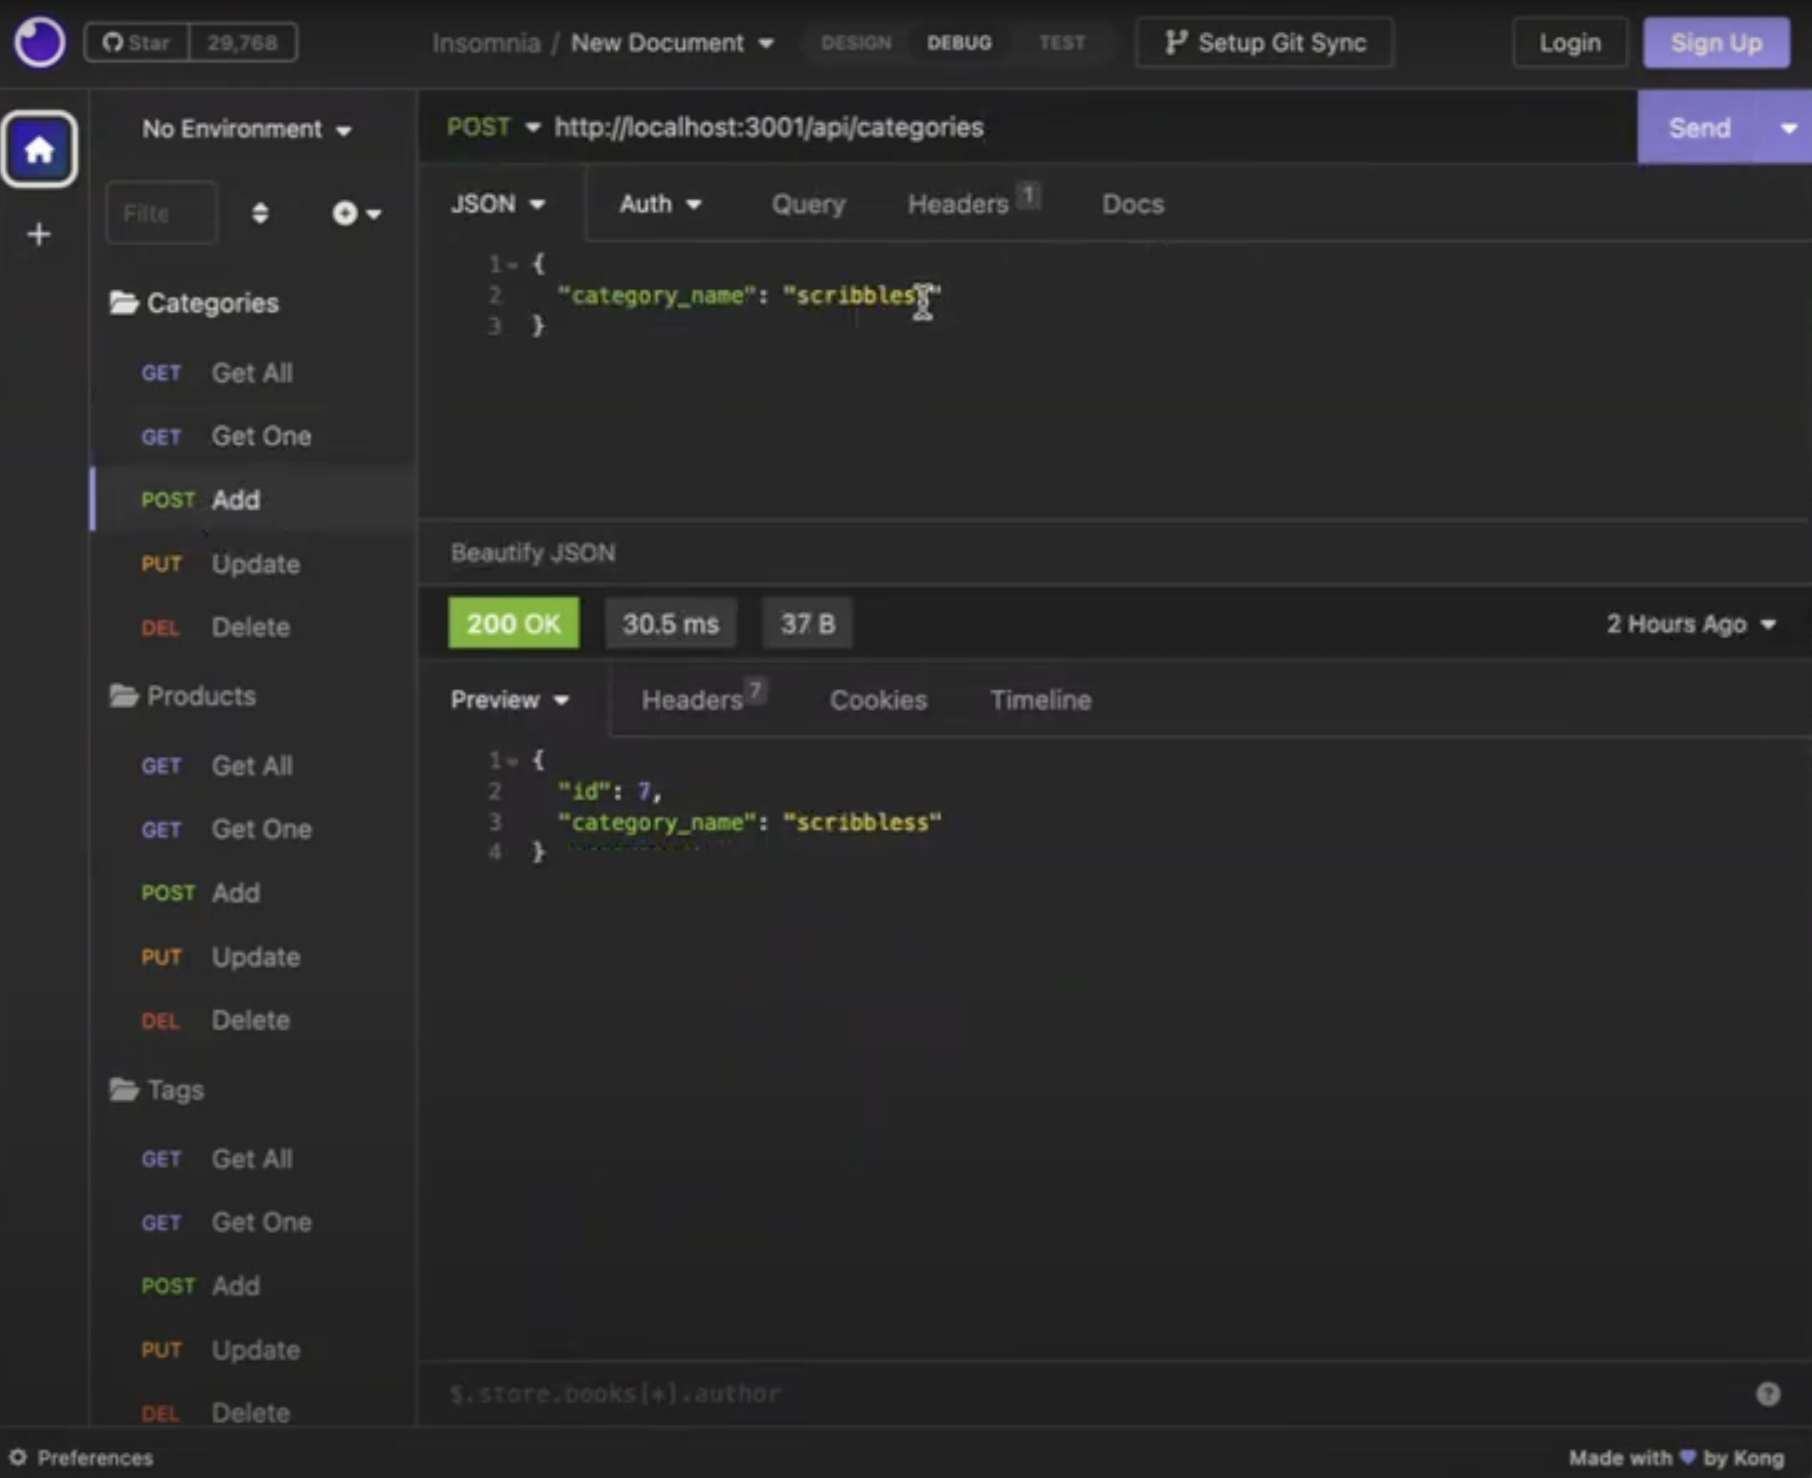 Star 29,768
Insomnia / New Document
DESIGN DEBUG TEST
Setup Git Sync
Login
Sign Up
No Environment
Filte
Categories
GET Get All
GET Get One
POST Add
PUT Update
DEL Delete
Products
GET Get All
GET Get One
POST Add
PUT Update
DEL Delete
Tags
GET Get All
GET Get One
POST Add
PUT Update
DEL Delete
POST http://localhost:3001/api/categories
Send
JSON Auth Query Headers 1 Docs
1 {
2 "category_name": "scribbless"
3 }
Beautify JSON
200 OK 30.5 ms 37 B
2 Hours Ago
Preview Headers 7 Cookies Timeline
1 {
2 "id": 7,
3 "category_name": "scribbless"
4 }
$.store.books[*].author
Preferences
Made with ♥ by Kong